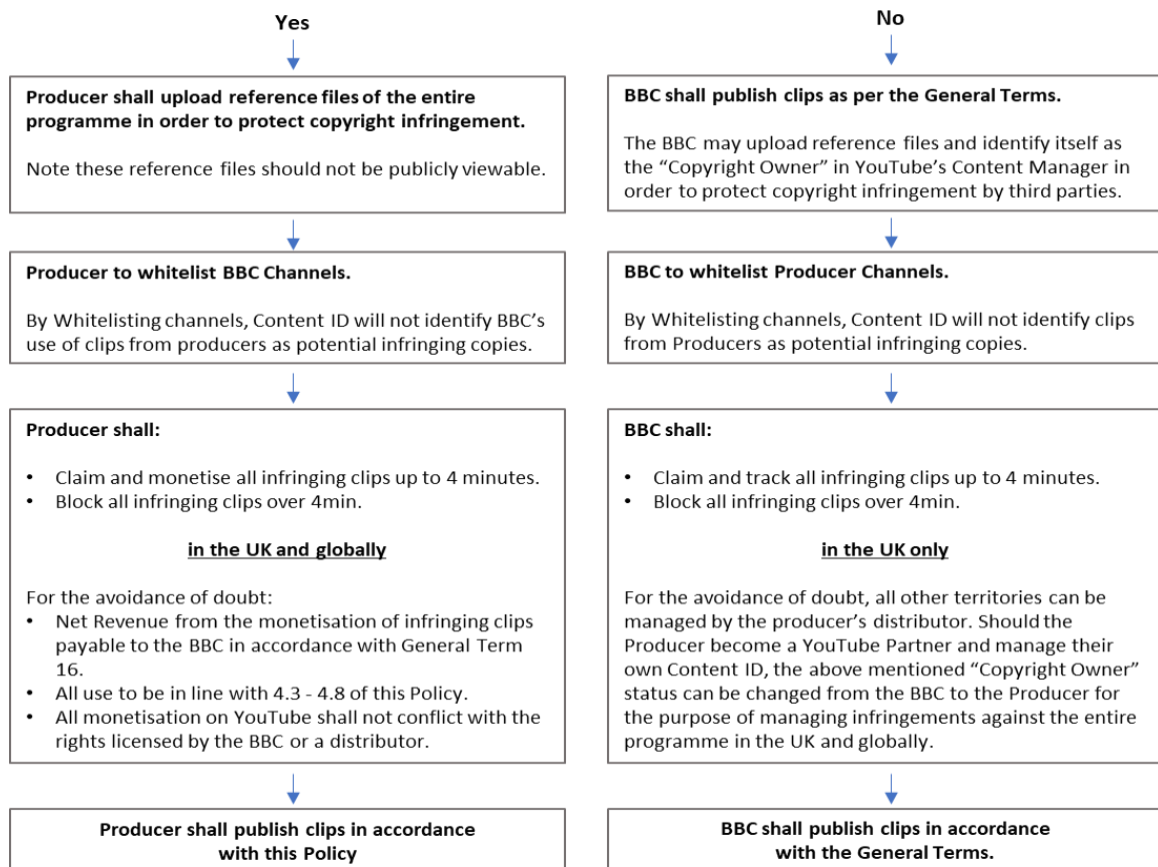 Yes
Producer shall upload reference files of the entire
programme in order to protect copyright infringement.
Note these reference files should not be publicly viewable.
Producer to whitelist BBC Channels.
By Whitelisting channels, Content ID will not identify BBC's
use of clips from producers as potential infringing copies.
Producer shall:
• Claim and monetise all infringing clips up to 4 minutes.
• Block all infringing clips over 4min.
in the UK and globally
For the avoidance of doubt:
• Net Revenue from the monetisation of infringing clips
payable to the BBC in accordance with General Term
16.
• All use to be in line with 4.3 - 4.8 of this Policy.
• All monetisation on YouTube shall not conflict with the
rights licensed by the BBC or a distributor.
Producer shall publish clips in accordance
with this Policy
No
BBC shall publish clips as per the General Terms.
The BBC may upload reference files and identify itself as
the “Copyright Owner” in YouTube's Content Manager in
order to protect copyright infringement by third parties.
BBC to whitelist Producer Channels.
By Whitelisting channels, Content ID will not identify clips
from Producers as potential infringing copies.
BBC shall:
• Claim and track all infringing clips up to 4 minutes.
• Block all infringing clips over 4min.
in the UK only
For the avoidance of doubt, all other territories can be
managed by the producer's distributor. Should the
Producer become a YouTube Partner and manage their
own Content ID, the above mentioned “Copyright Owner”
status can be changed from the BBC to the Producer for
the purpose of managing infringements against the entire
programme in the UK and globally.
BBC shall publish clips in accordance
with the General Terms.